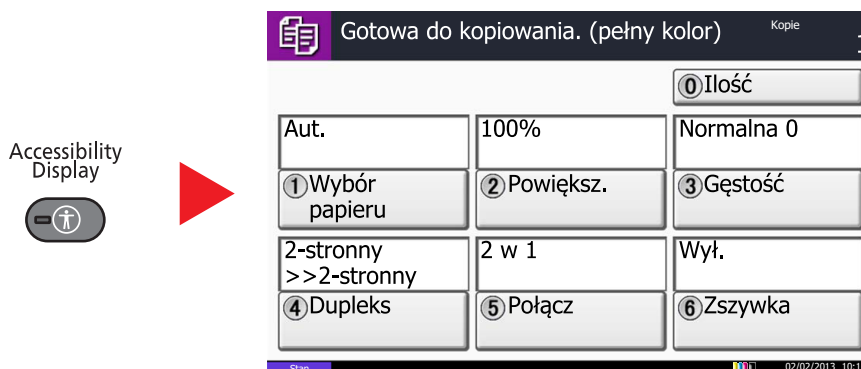 Accessibility
Display
Gotowa do kopiowania. (pełny kolor)
Kopie
0 Ilość
Aut.
100%
Normalna 0
1 Wybór
papieru
2 Powiększ.
3 Gęstość
2-stronny
>>2-stronny
2 w 1
Wył.
4 Dupleks
5 Połącz
6 Zszywka
Stan
02/02/2013 10:1